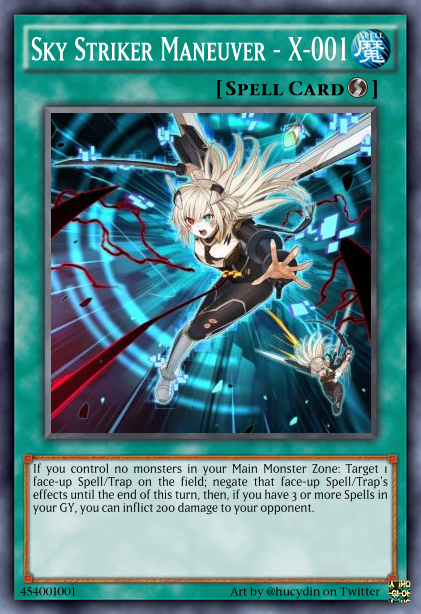 Sky Striker Maneuver - X-001
SPELL
魔
[Spell Card]
If you control no monsters in your Main Monster Zone: Target 1
face-up Spell/Trap on the field; negate that face-up Spell/Trap's
effects until the end of this turn, then, if you have 3 or more Spells in
your GY, you can inflict 200 damage to your opponent.
454001001
Art by @hucydin on Twitter